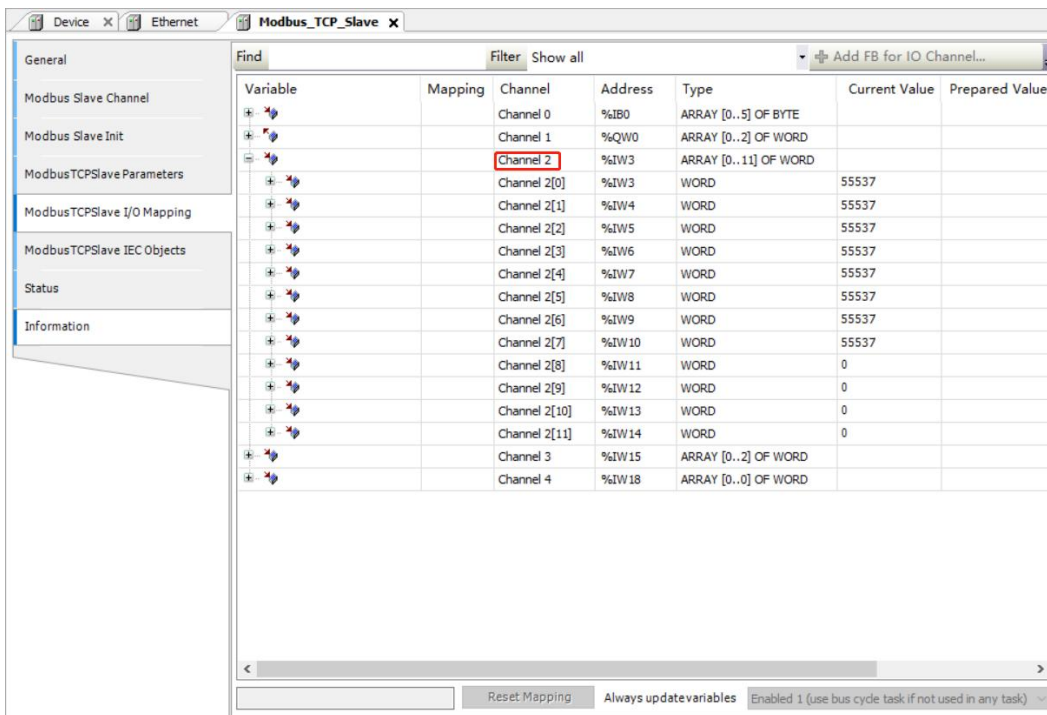 Device Ethernet Modbus_TCP_Slave
General
Modbus Slave Channel
Modbus Slave Init
ModbusTCPSlave Parameters
ModbusTCPSlave I/O Mapping
ModbusTCPSlave IEC Objects
Status
Information
Find Filter Show all Add FB for IO Channel...
Variable Mapping Channel Address Type Current Value Prepared Value
Channel 0 %IB0 ARRAY [0..5] OF BYTE
Channel 1 %QW0 ARRAY [0..2] OF WORD
Channel 2 %IW3 ARRAY [0..11] OF WORD
Channel 2[0] %IW3 WORD 55537
Channel 2[1] %IW4 WORD 55537
Channel 2[2] %IW5 WORD 55537
Channel 2[3] %IW6 WORD 55537
Channel 2[4] %IW7 WORD 55537
Channel 2[5] %IW8 WORD 55537
Channel 2[6] %IW9 WORD 55537
Channel 2[7] %IW10 WORD 55537
Channel 2[8] %IW11 WORD 0
Channel 2[9] %IW12 WORD 0
Channel 2[10] %IW13 WORD 0
Channel 2[11] %IW14 WORD 0
Channel 3 %IW15 ARRAY [0..2] OF WORD
Channel 4 %IW18 ARRAY [0..0] OF WORD
Reset Mapping Always updatevariables Enabled 1 (use bus cycle task if not used in any task)